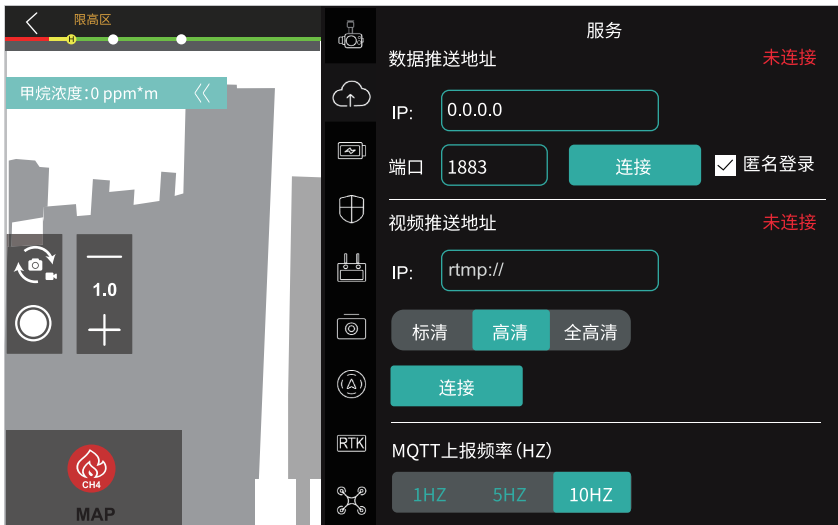 限高区
H
甲烷浓度:0 ppm*m
1.0
CH4
MAP
服务
数据推送地址 未连接
IP: 0.0.0.0
端口 1883 连接 匿名登录
视频推送地址 未连接
IP: rtmp://
标清 高清 全高清
连接
RTK
MQTT上报频率(HZ)
1HZ 5HZ 10HZ